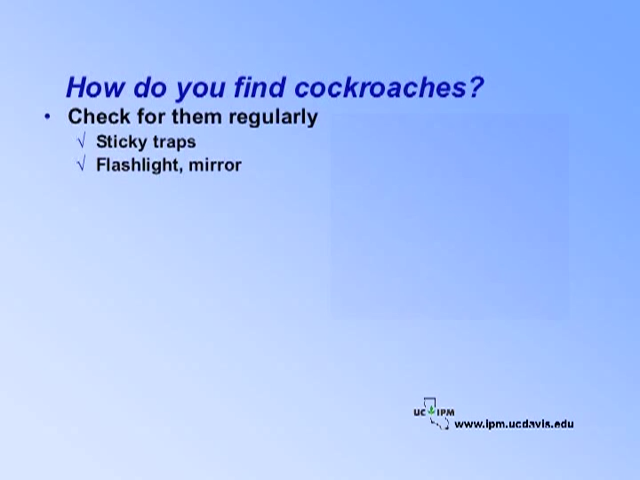 How do you find cockroaches?
• Check for them regularly
√ Sticky traps
√ Flashlight, mirror
UC IPM
www.ipm.ucdavis.edu